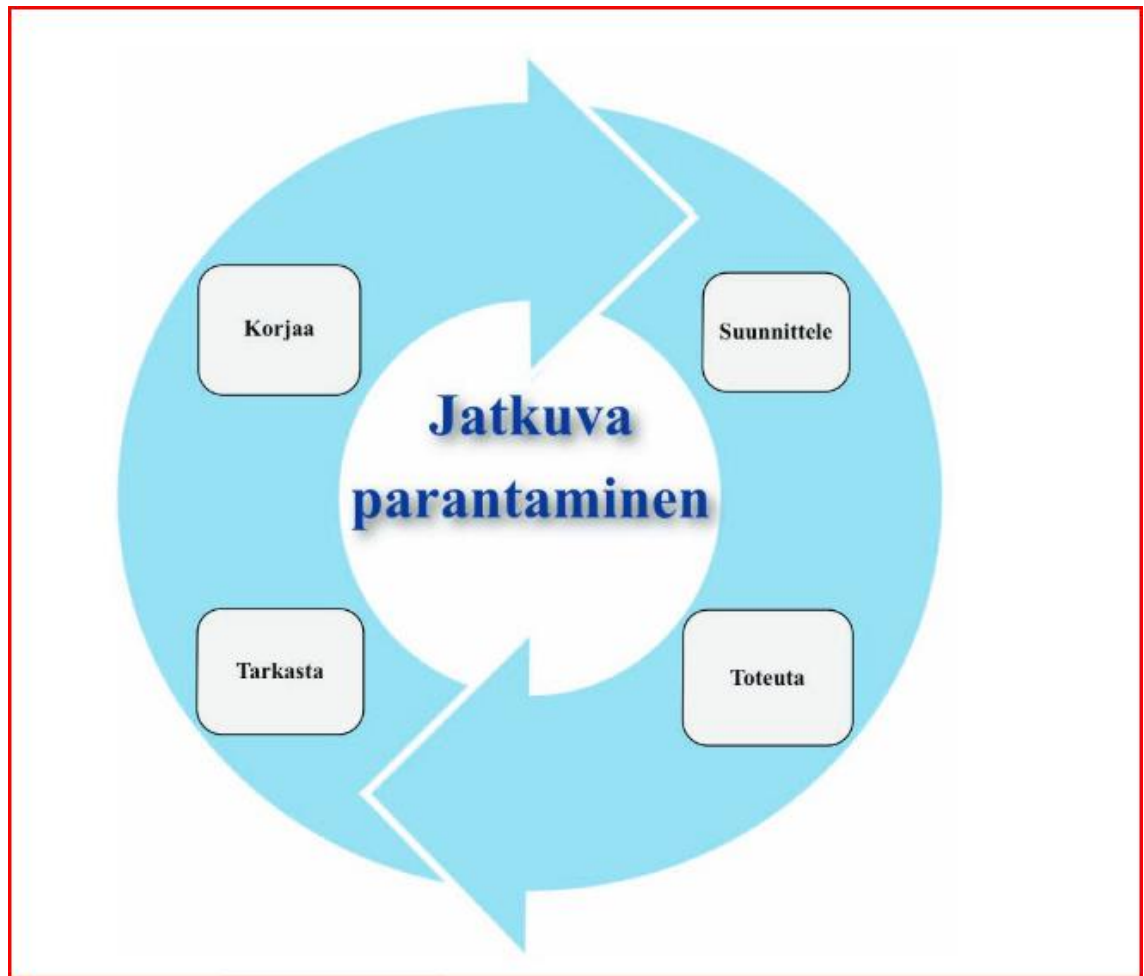 Korjaa
Suunnittele
Jatkuva
parantaminen
Tarkasta
Toteuta